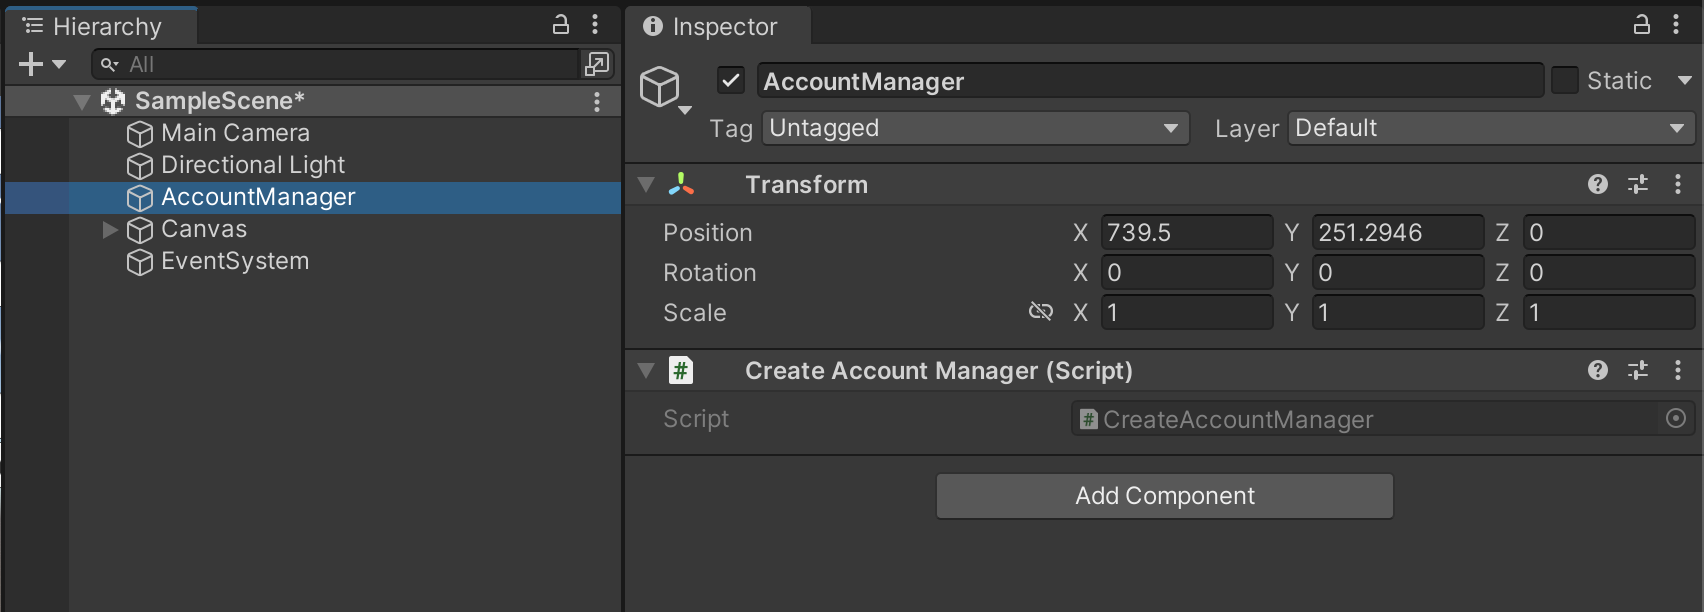 Hierarchy
All
SampleScene*
Main Camera
Directional Light
AccountManager
Canvas
EventSystem
Inspector
AccountManager
Static
Tag Untagged Layer Default
Transform
Position X 739.5 Y 251.2946 Z 0
Rotation X 0 Y 0 Z 0
Scale X 1 Y 1 Z 1
# Create Account Manager (Script)
Script # CreateAccountManager
Add Component